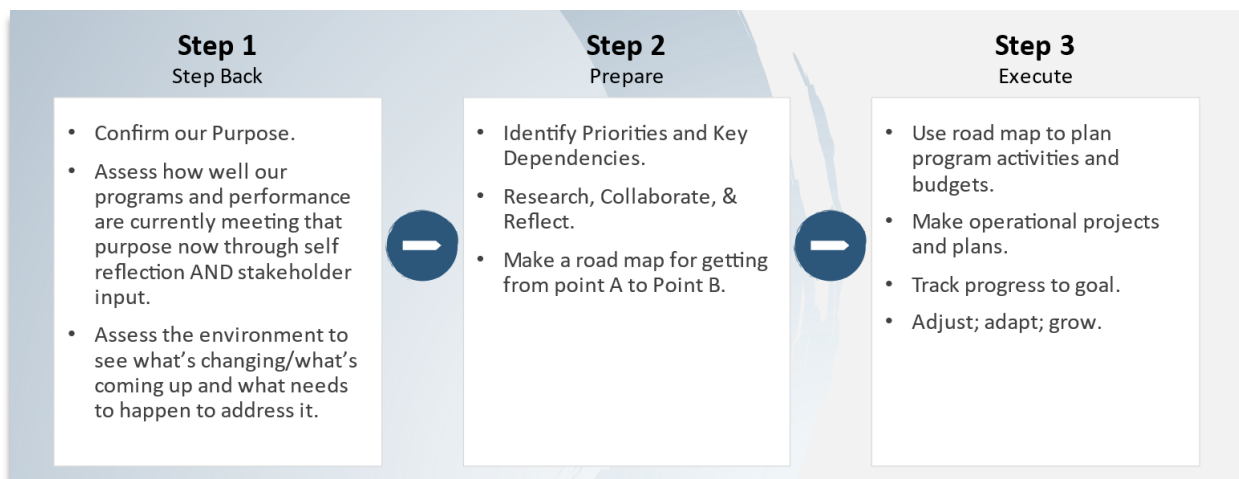 Step 1
Step Back
• Confirm our Purpose.
• Assess how well our
programs and performance
are currently meeting that
purpose now through self
reflection AND stakeholder
input.
• Assess the environment to
see what’s changing/what’s
coming up and what needs
to happen to address it.
Step 2
Prepare
• Identify Priorities and Key
Dependencies.
• Research, Collaborate, &
Reflect.
• Make a road map for getting
from point A to Point B.
Step 3
Execute
• Use road map to plan
program activities and
budgets.
• Make operational projects
and plans.
• Track progress to goal.
• Adjust; adapt; grow.